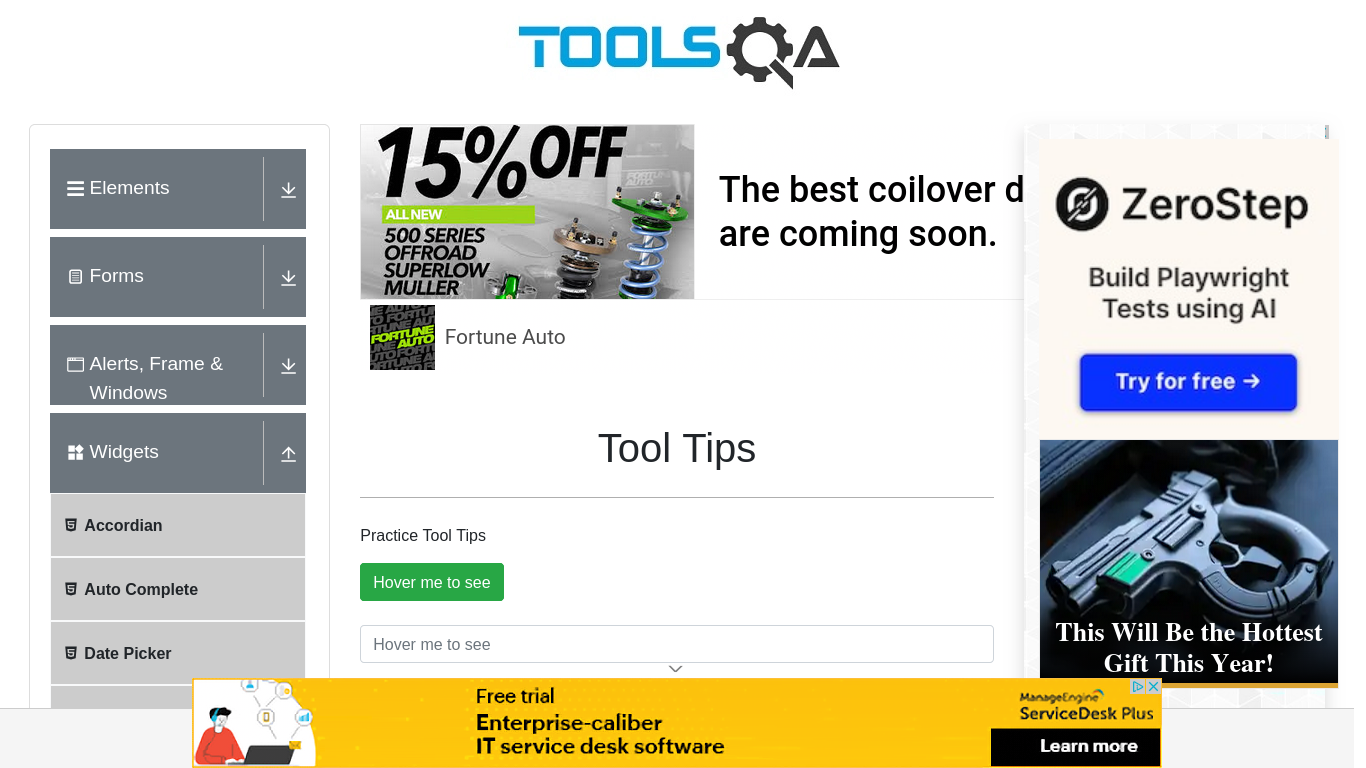 TOOLSQA
Elements
Forms
Alerts, Frame &
Windows
Widgets
Accordian
Auto Complete
Date Picker
15% OFF
ALL NEW
500 SERIES
OFFROAD
SUPERLOW
MULLER
The best coilover d
are coming soon.
FORTUNE
AUTO
Fortune Auto
Tool Tips
Practice Tool Tips
Hover me to see
Hover me to see
ZeroStep
Build Playwright
Tests using AI
Try for free →
This Will Be the Hottest
Gift This Year!
Free trial
Enterprise-caliber
IT service desk software
ManageEngine
ServiceDesk Plus
Learn more